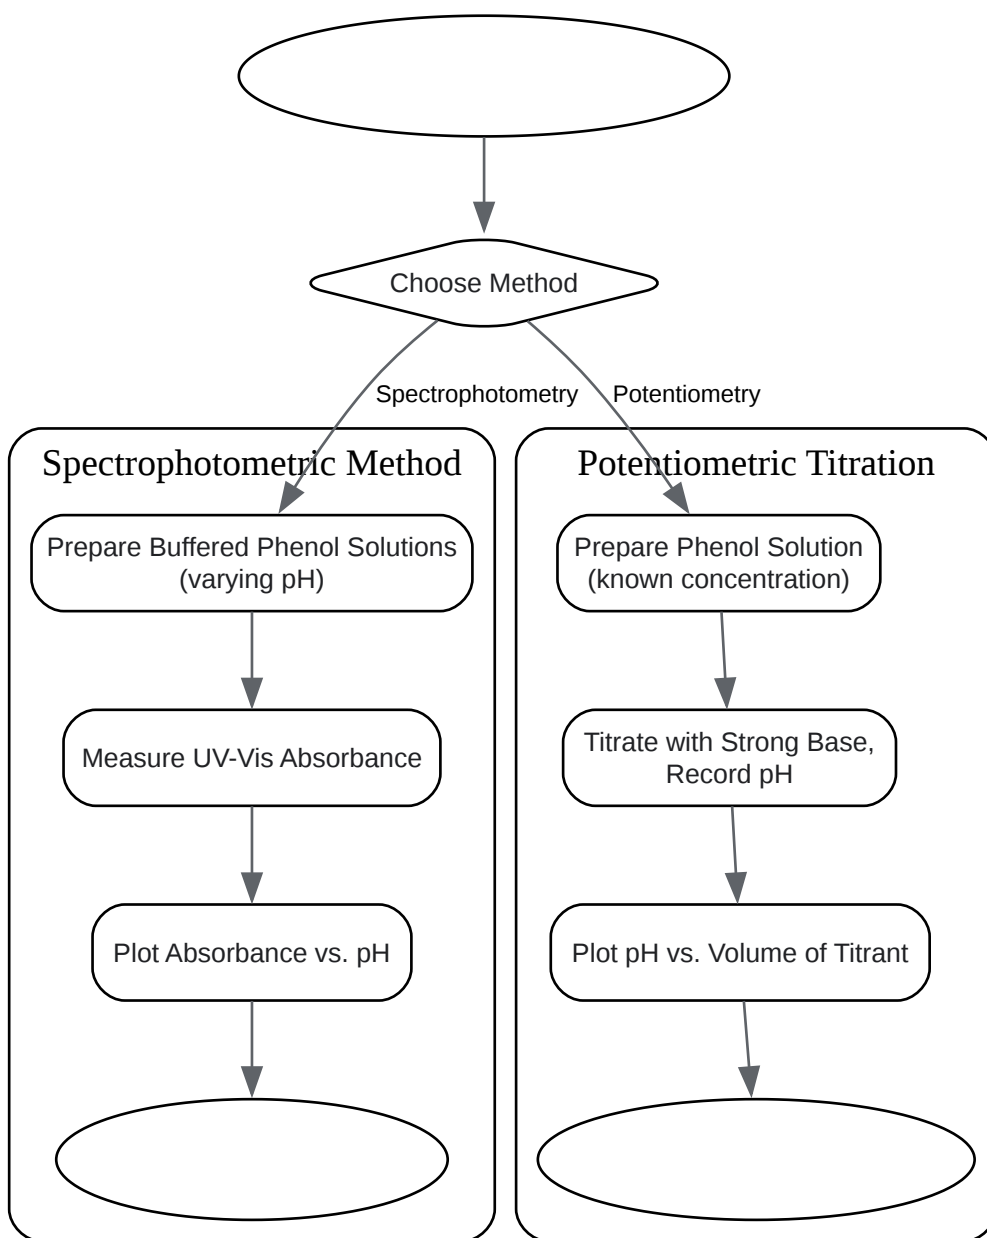 Choose Method
Spectrophotometry
Potentiometry
Spectrophotometric Method
Prepare Buffered Phenol Solutions
(varying pH)
Measure UV-Vis Absorbance
Plot Absorbance vs. pH
Potentiometric Titration
Prepare Phenol Solution
(known concentration)
Titrate with Strong Base,
Record pH
Plot pH vs. Volume of Titrant